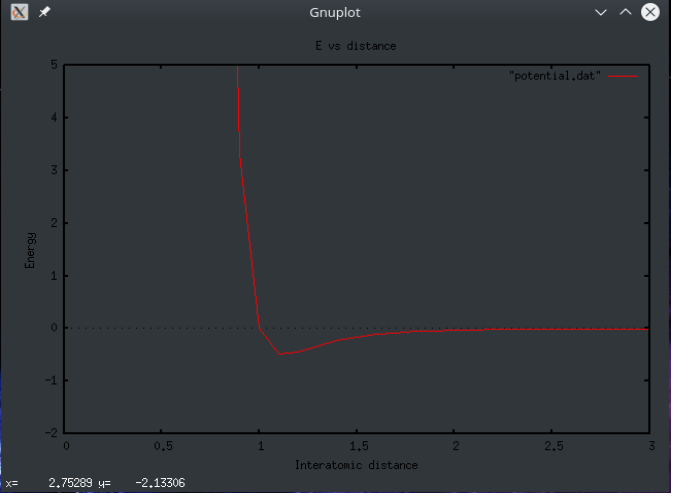 Gnuplot
E vs distance
"potential.dat"
5
4
3
2
1
0
-1
-2
Energy
0 0.5 1 1.5 2 2.5 3
Interatomic distance
x= 2.75289 y= -2.13306